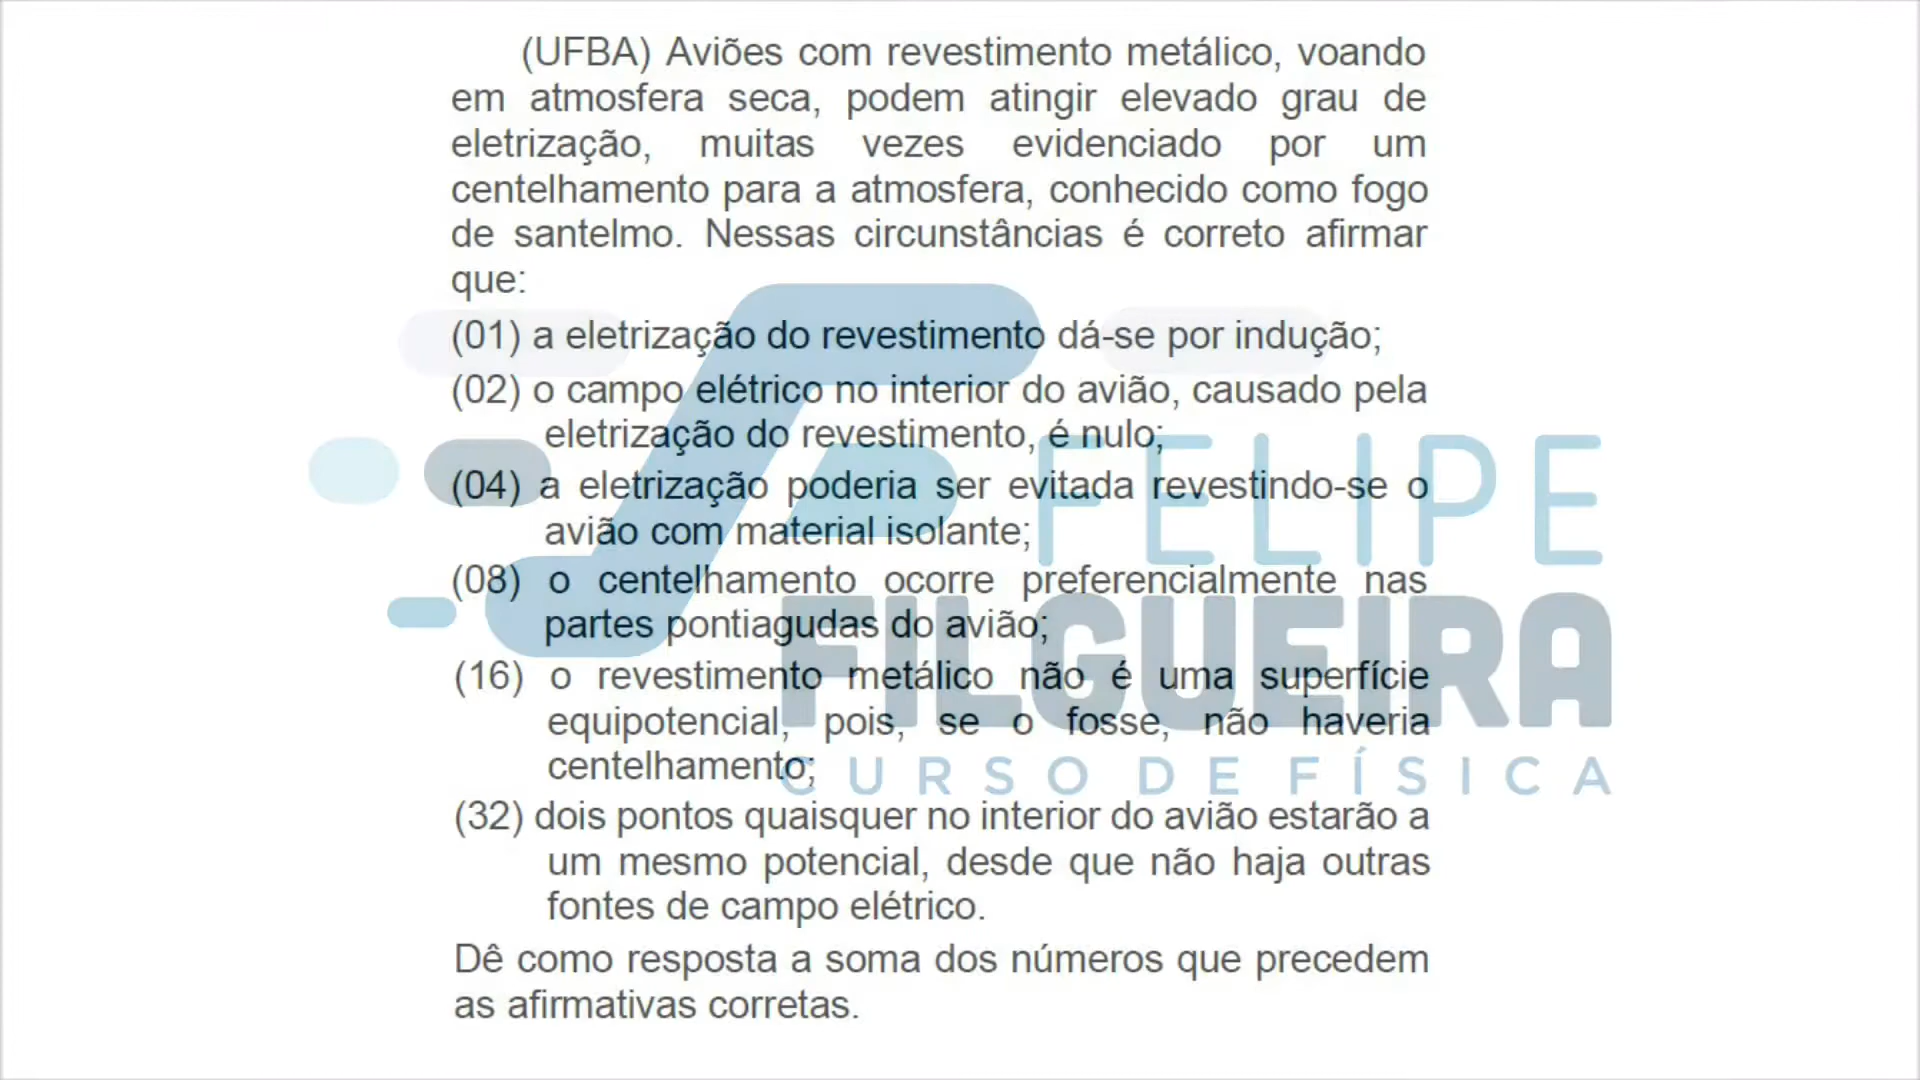 (UFBA) Aviões com revestimento metálico, voando
em atmosfera seca, podem atingir elevado grau de
eletrização, muitas vezes evidenciado por um
centelhamento para a atmosfera, conhecido como fogo
de santelmo. Nessas circunstâncias é correto afirmar
que:
(01) a eletrização do revestimento dá-se por indução;
(02) o campo elétrico no interior do avião, causado pela
eletrização do revestimento, é nulo;
(04) a eletrização poderia ser evitada revestindo-se o
avião com material isolante;
(08) o centelhamento ocorre preferencialmente nas
partes pontiagudas do avião;
(16) o revestimento metálico não é uma superfície
equipotencial, pois, se o fosse, não haveria
centelhamento;
(32) dois pontos quaisquer no interior do avião estarão a
um mesmo potencial, desde que não haja outras
fontes de campo elétrico.
Dê como resposta a soma dos números que precedem
as afirmativas corretas.
FELIPE
FILGUEIRA
CURSO DE FÍSICA